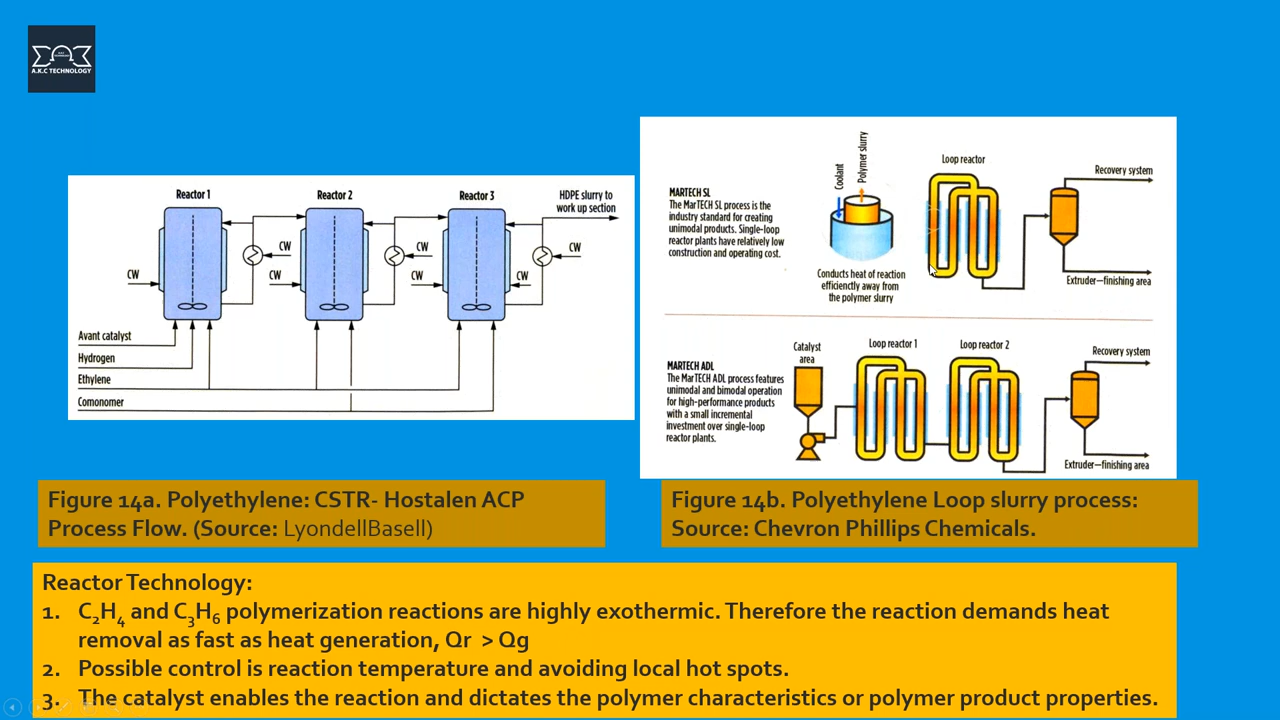 A.K.C TECHNOLOGY
Reactor 1
Reactor 2
Reactor 3
HDPE slurry to
work up section
CW
CW
CW
CW
CW
CW
CW
Avant catalyst
Hydrogen
Ethylene
Comonomer
MARTECH SL
The MarTECH SL process is the
industry standard for creating
unimodal products. Single-loop
reactor plants have relatively low
construction and operating cost.
Coolant
Polymer slurry
Conducts heat of reaction
efficienctly away from
the polymer slurry
Loop reactor
Recovery system
Extruder—finishing area
MARTECH ADL
The MarTECH ADL process features
unimodal and bimodal operation
for high-performance products
with a small incremental
investment over single-loop
reactor plants.
Catalyst
area
Loop reactor 1
Loop reactor 2
Recovery system
Extruder—finishing area
Figure 14a. Polyethylene: CSTR- Hostalen ACP
Process Flow. (Source: LyondellBasell)
Figure 14b. Polyethylene Loop slurry process:
Source: Chevron Phillips Chemicals.
Reactor Technology:
1. C₂H₄ and C₃H₆ polymerization reactions are highly exothermic. Therefore the reaction demands heat
removal as fast as heat generation, Qr > Qg
2. Possible control is reaction temperature and avoiding local hot spots.
3. The catalyst enables the reaction and dictates the polymer characteristics or polymer product properties.